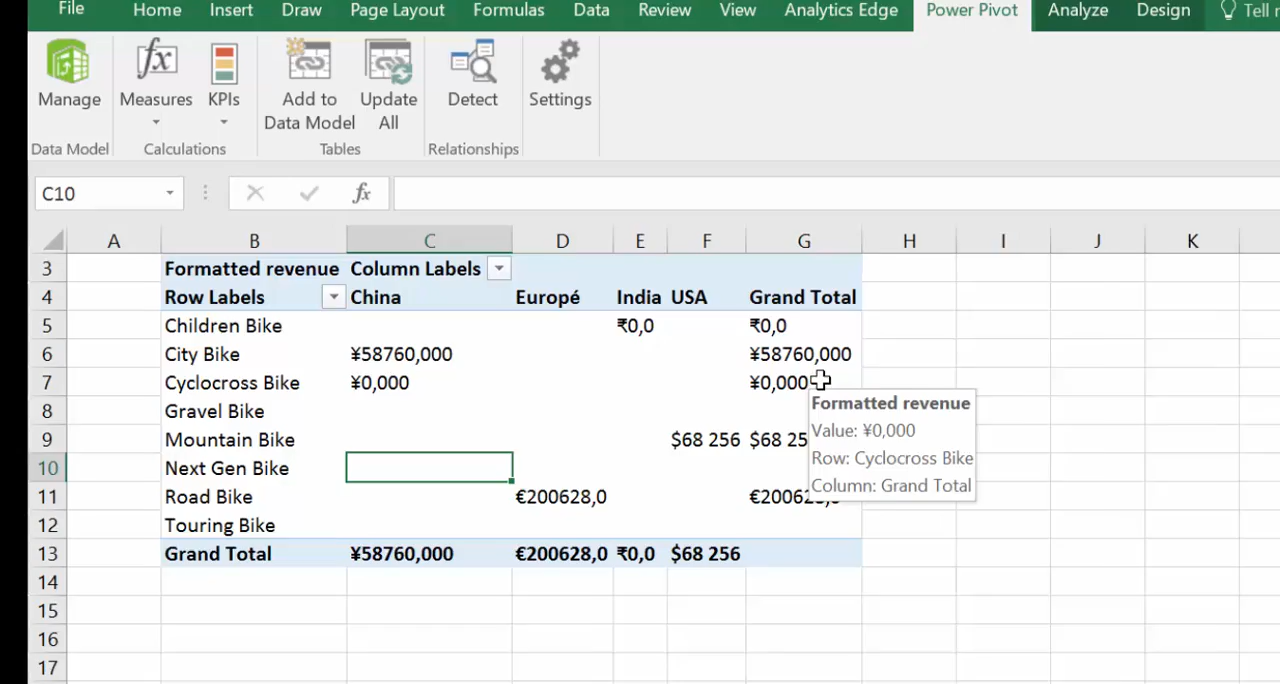 File Home Insert Draw Page Layout Formulas Data Review View Analytics Edge Power Pivot Analyze Design Tell
Manage Measures KPIs Add to Data Model Update All Detect Settings
Data Model Calculations Tables Relationships
C10 fx
A B C D E F G H I J K
3 Formatted revenue Column Labels
4 Row Labels China Europé India USA Grand Total
5 Children Bike ₹0,0 ₹0,0
6 City Bike ¥58760,000 ¥58760,000
7 Cyclocross Bike ¥0,000 ¥0,000
8 Gravel Bike
9 Mountain Bike $68 256 $68 25
10 Next Gen Bike
11 Road Bike €200628,0 €200628,0
12 Touring Bike
13 Grand Total ¥58760,000 €200628,0 ₹0,0 $68 256
14
15
16
17
Formatted revenue
Value: ¥0,000
Row: Cyclocross Bike
Column: Grand Total